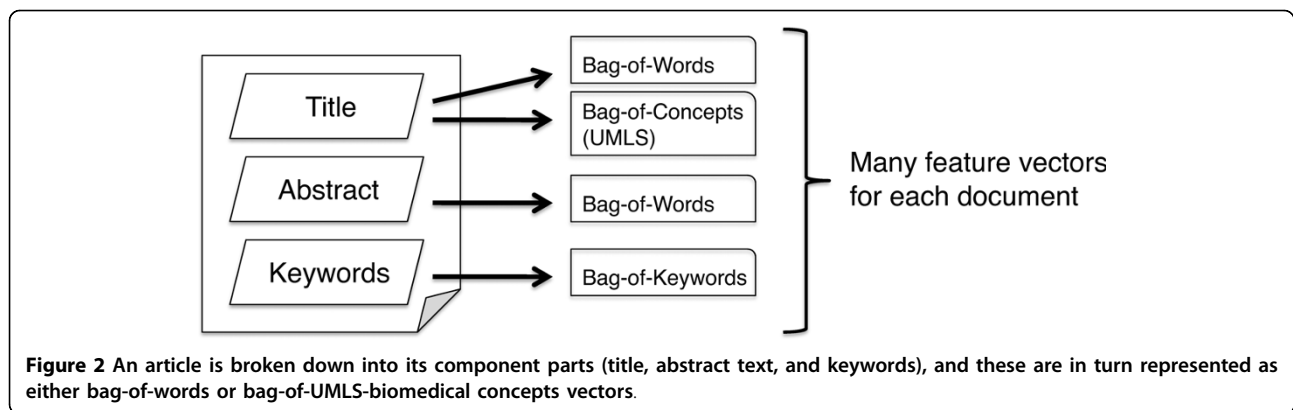 Title
Abstract
Keywords
Bag-of-Words
Bag-of-Concepts
(UMLS)
Bag-of-Words
Bag-of-Keywords
Many feature vectors
for each document
Figure 2 An article is broken down into its component parts (title, abstract text, and keywords), and these are in turn represented as
either bag-of-words or bag-of-UMLS-biomedical concepts vectors.